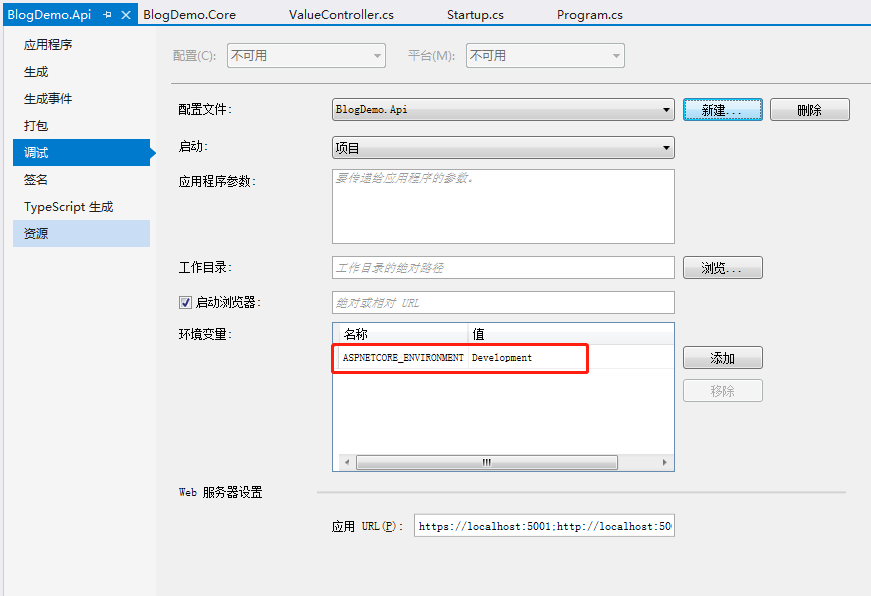 BlogDemo.Api BlogDemo.Core ValueController.cs Startup.cs Program.cs
应用程序
生成
生成事件
打包
调试
签名
TypeScript 生成
资源
配置(C): 不可用 平台(M): 不可用
配置文件: BlogDemo.Api 新建... 删除
启动: 项目
应用程序参数: 要传递给应用程序的参数。
工作目录: 工作目录的绝对路径 浏览...
启动浏览器: 绝对或相对 URL
环境变量: 名称 值
ASPNETCORE_ENVIRONMENT Development
添加
移除
Web 服务器设置
应用 URL(P): https://localhost:5001;http://localhost:50